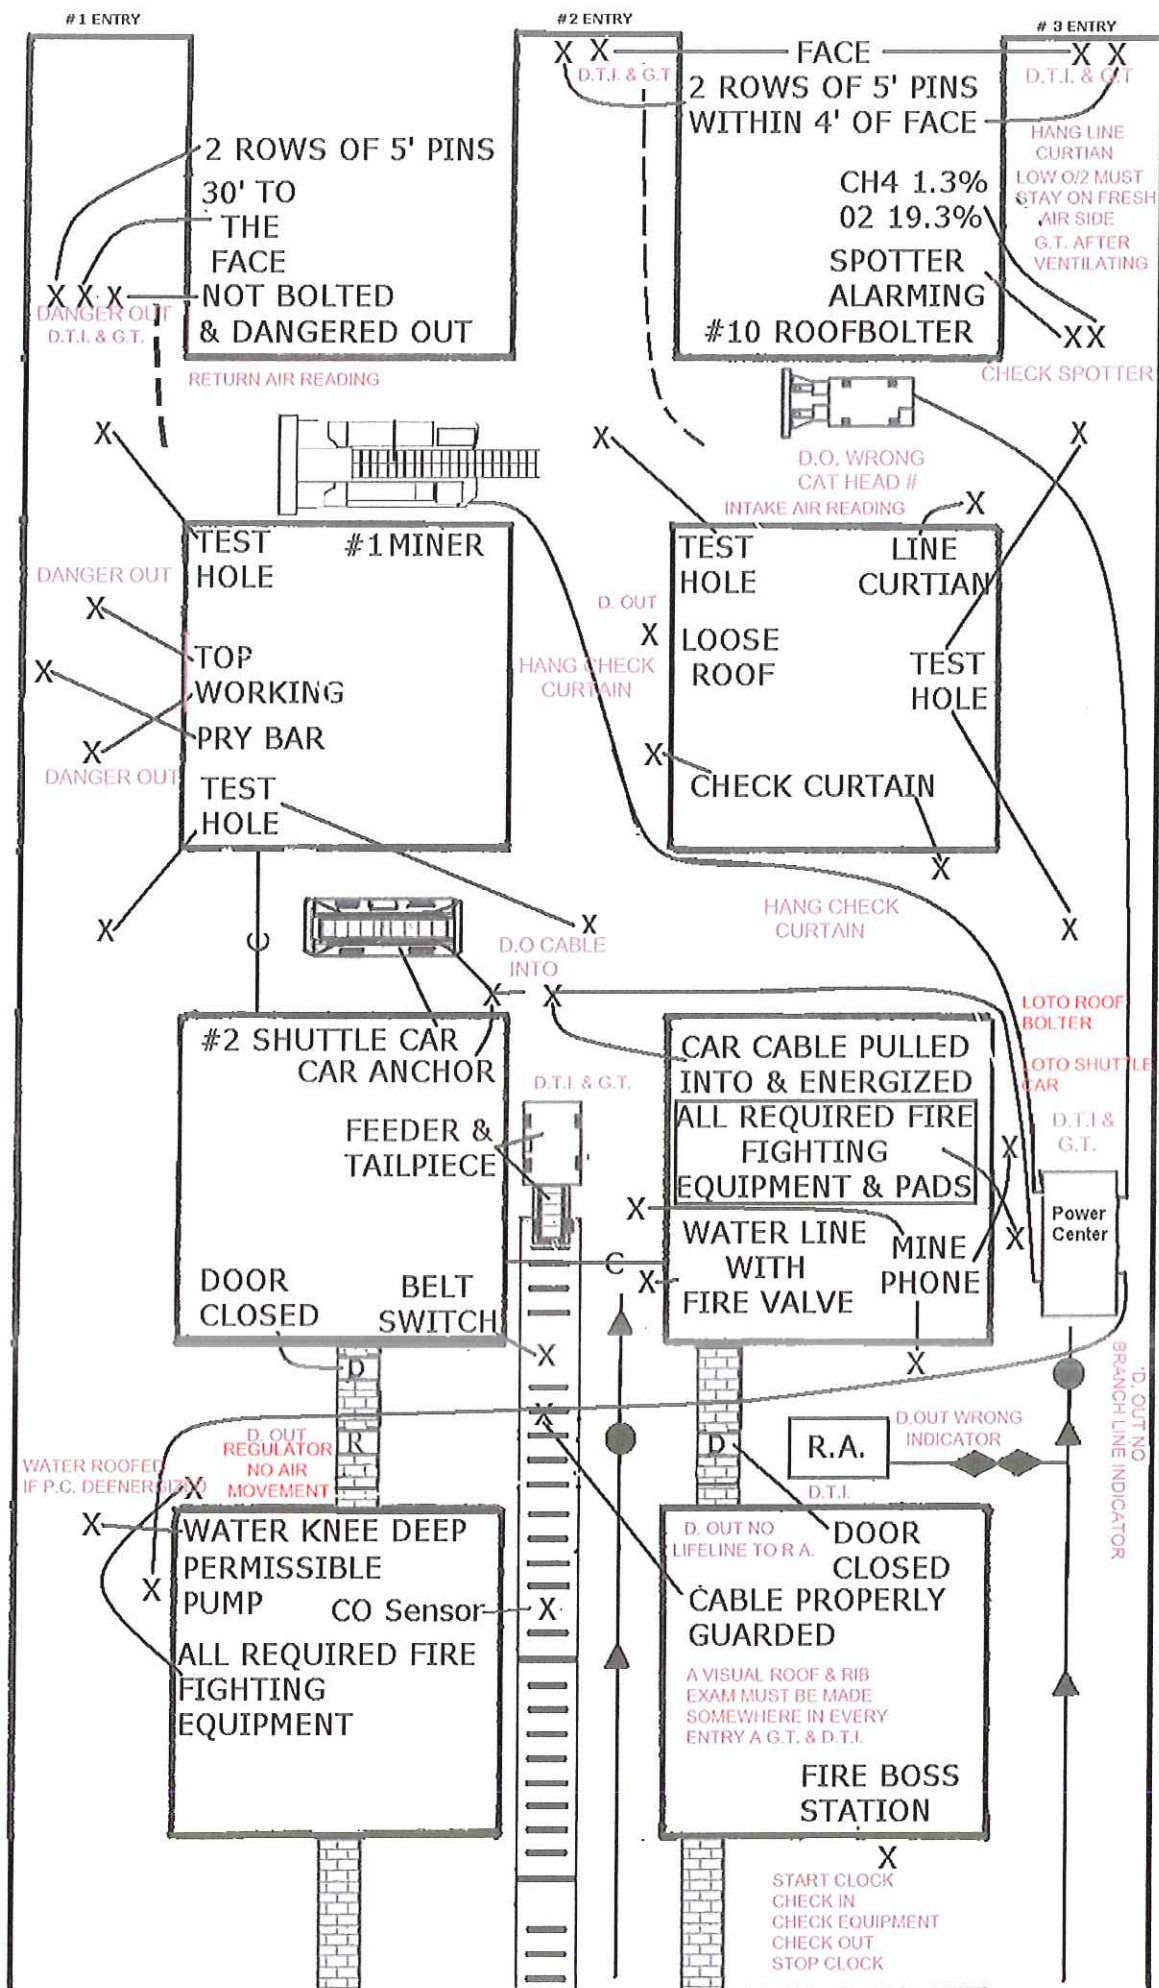 #1 ENTRY
#2 ENTRY
# 3 ENTRY
X X
FACE
X X
D.T.I. & G.T
D.T.I. & G.T
2 ROWS OF 5' PINS
WITHIN 4' OF FACE
HANG LINE
CURTIAN
LOW O/2 MUST
STAY ON FRESH
AIR SIDE
G.T. AFTER
VENTILATING
2 ROWS OF 5' PINS
30' TO
THE
FACE
NOT BOLTED
& DANGERED OUT
X X X
DANGER OUT
D.T.I. & G.T.
CH4 1.3%
02 19.3%
SPOTTER
ALARMING
#10 ROOFBOLTER
XX
CHECK SPOTTER
RETURN AIR READING
X
X
X
D.O. WRONG
CAT HEAD #
INTAKE AIR READING
X
TEST
HOLE
#1 MINER
TEST
HOLE
LINE
CURTIAN
DANGER OUT
X
D. OUT
X
LOOSE
ROOF
TOP
WORKING
X
PRY BAR
X
DANGER OUT
HANG CHECK
CURTAIN
TEST
HOLE
X
CHECK CURTAIN
TEST
HOLE
X
X
X
X
HANG CHECK
CURTAIN
X
C
D.O CABLE
INTO
X X
#2 SHUTTLE CAR
CAR ANCHOR
CAR CABLE PULLED
INTO & ENERGIZED
LOTO ROOF
BOLTER
LOTO SHUTTLE
CAR
D.T.I. & G.T.
ALL REQUIRED FIRE
FIGHTING
EQUIPMENT & PADS
D.T.I &
G.T.
X
FEEDER &
TAILPIECE
X
X
Power
Center
WATER LINE
WITH
FIRE VALVE
MINE
PHONE
C
X
DOOR
CLOSED
BELT
SWITCH
X
X
D
X
D. OUT
REGULATOR
NO AIR
MOVEMENT
R
D
R.A.
D.T.I.
D.OUT WRONG
INDICATOR
"D. OUT NO
BRANCH LINE INDICATOR
WATER ROOFED
IF P.C. DEENERGIZED
X
X
WATER KNEE DEEP
PERMISSIBLE
PUMP
X
CO Sensor
X
ALL REQUIRED FIRE
FIGHTING
EQUIPMENT
D. OUT NO
LIFELINE TO R A.
DOOR
CLOSED
CABLE PROPERLY
GUARDED
A VISUAL ROOF & RIB
EXAM MUST BE MADE
SOMEWHERE IN EVERY
ENTRY A G.T. & D.T.I.
FIRE BOSS
STATION
X
START CLOCK
CHECK IN
CHECK EQUIPMENT
CHECK OUT
STOP CLOCK